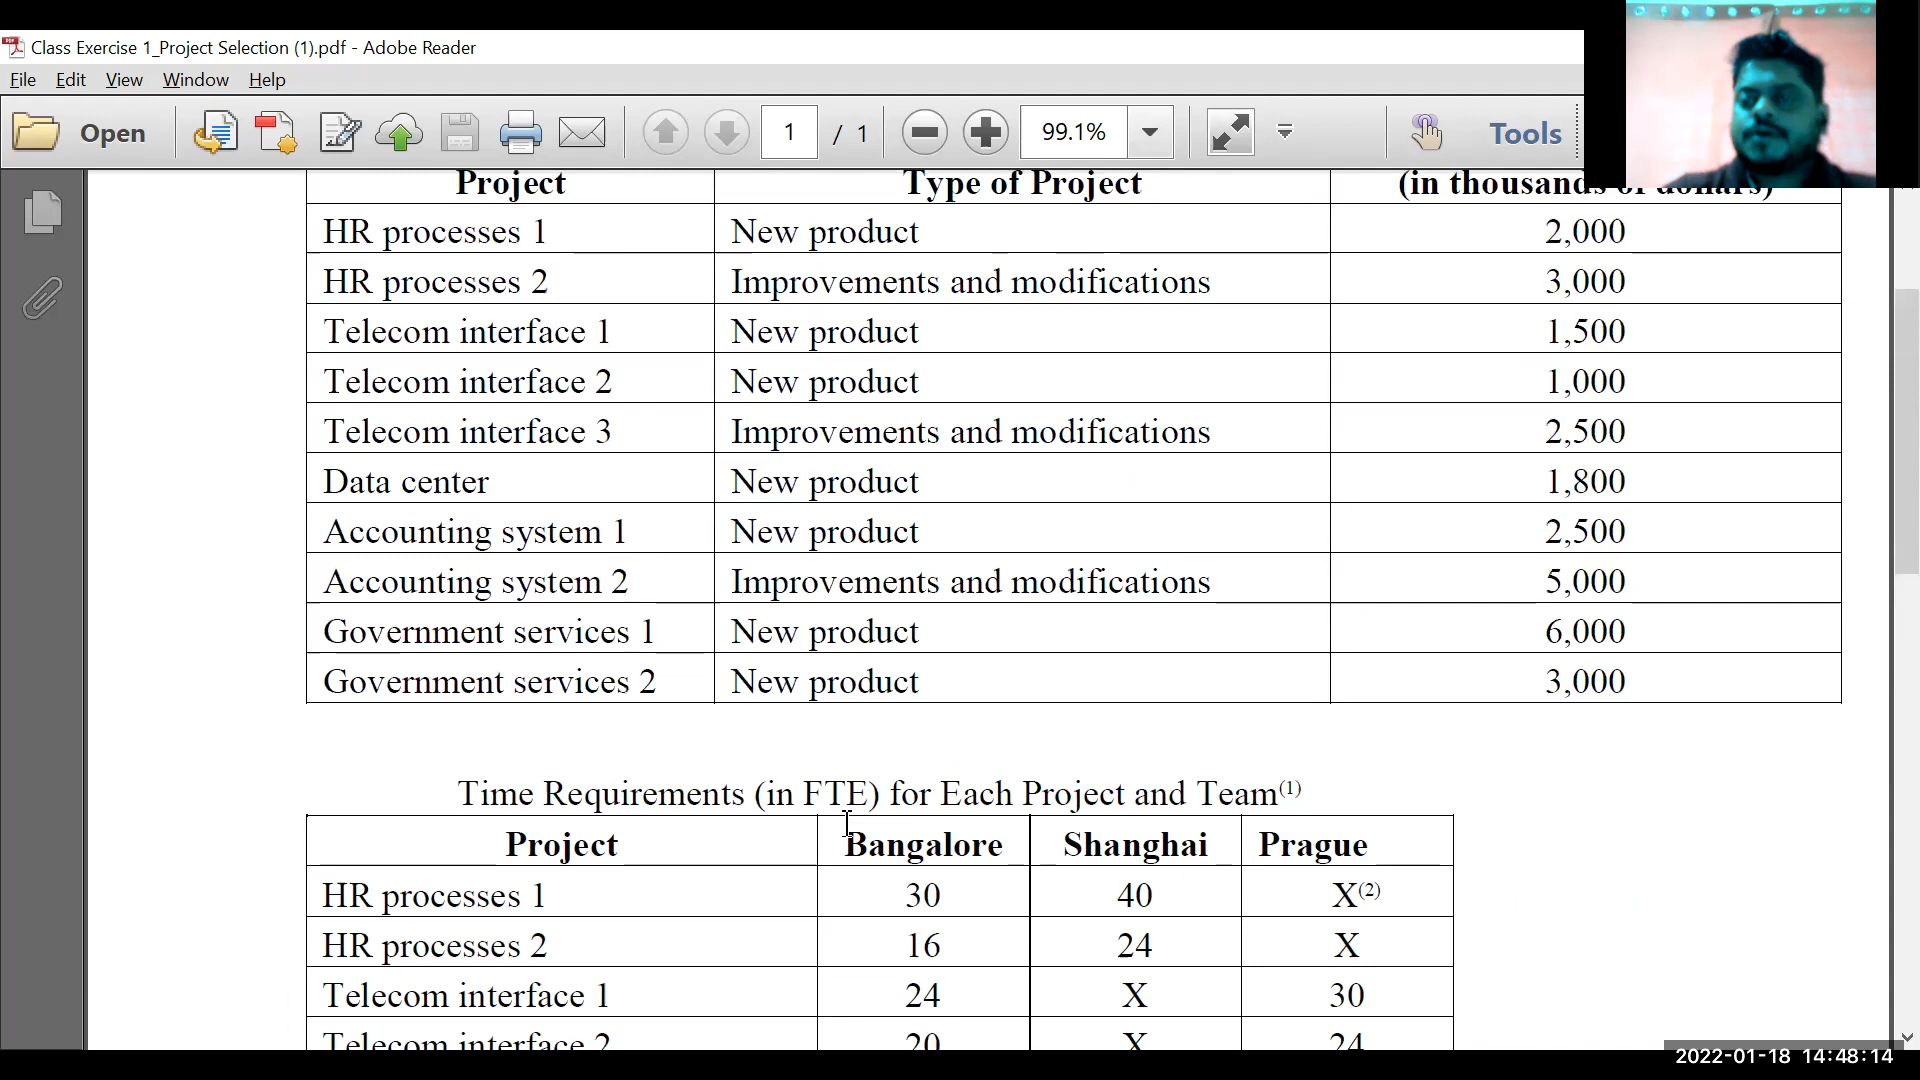 Class Exercise 1_Project Selection (1).pdf - Adobe Reader
File Edit View Window Help
Open 1 / 1 99.1% Tools
Project Type of Project (in thousands of dollars)
HR processes 1 New product 2,000
HR processes 2 Improvements and modifications 3,000
Telecom interface 1 New product 1,500
Telecom interface 2 New product 1,000
Telecom interface 3 Improvements and modifications 2,500
Data center New product 1,800
Accounting system 1 New product 2,500
Accounting system 2 Improvements and modifications 5,000
Government services 1 New product 6,000
Government services 2 New product 3,000
Time Requirements (in FTE) for Each Project and Team(1)
Project Bangalore Shanghai Prague
HR processes 1 30 40 X(2)
HR processes 2 16 24 X
Telecom interface 1 24 X 30
Telecom interface 2 20 X 24
2022-01-18 14:48:14